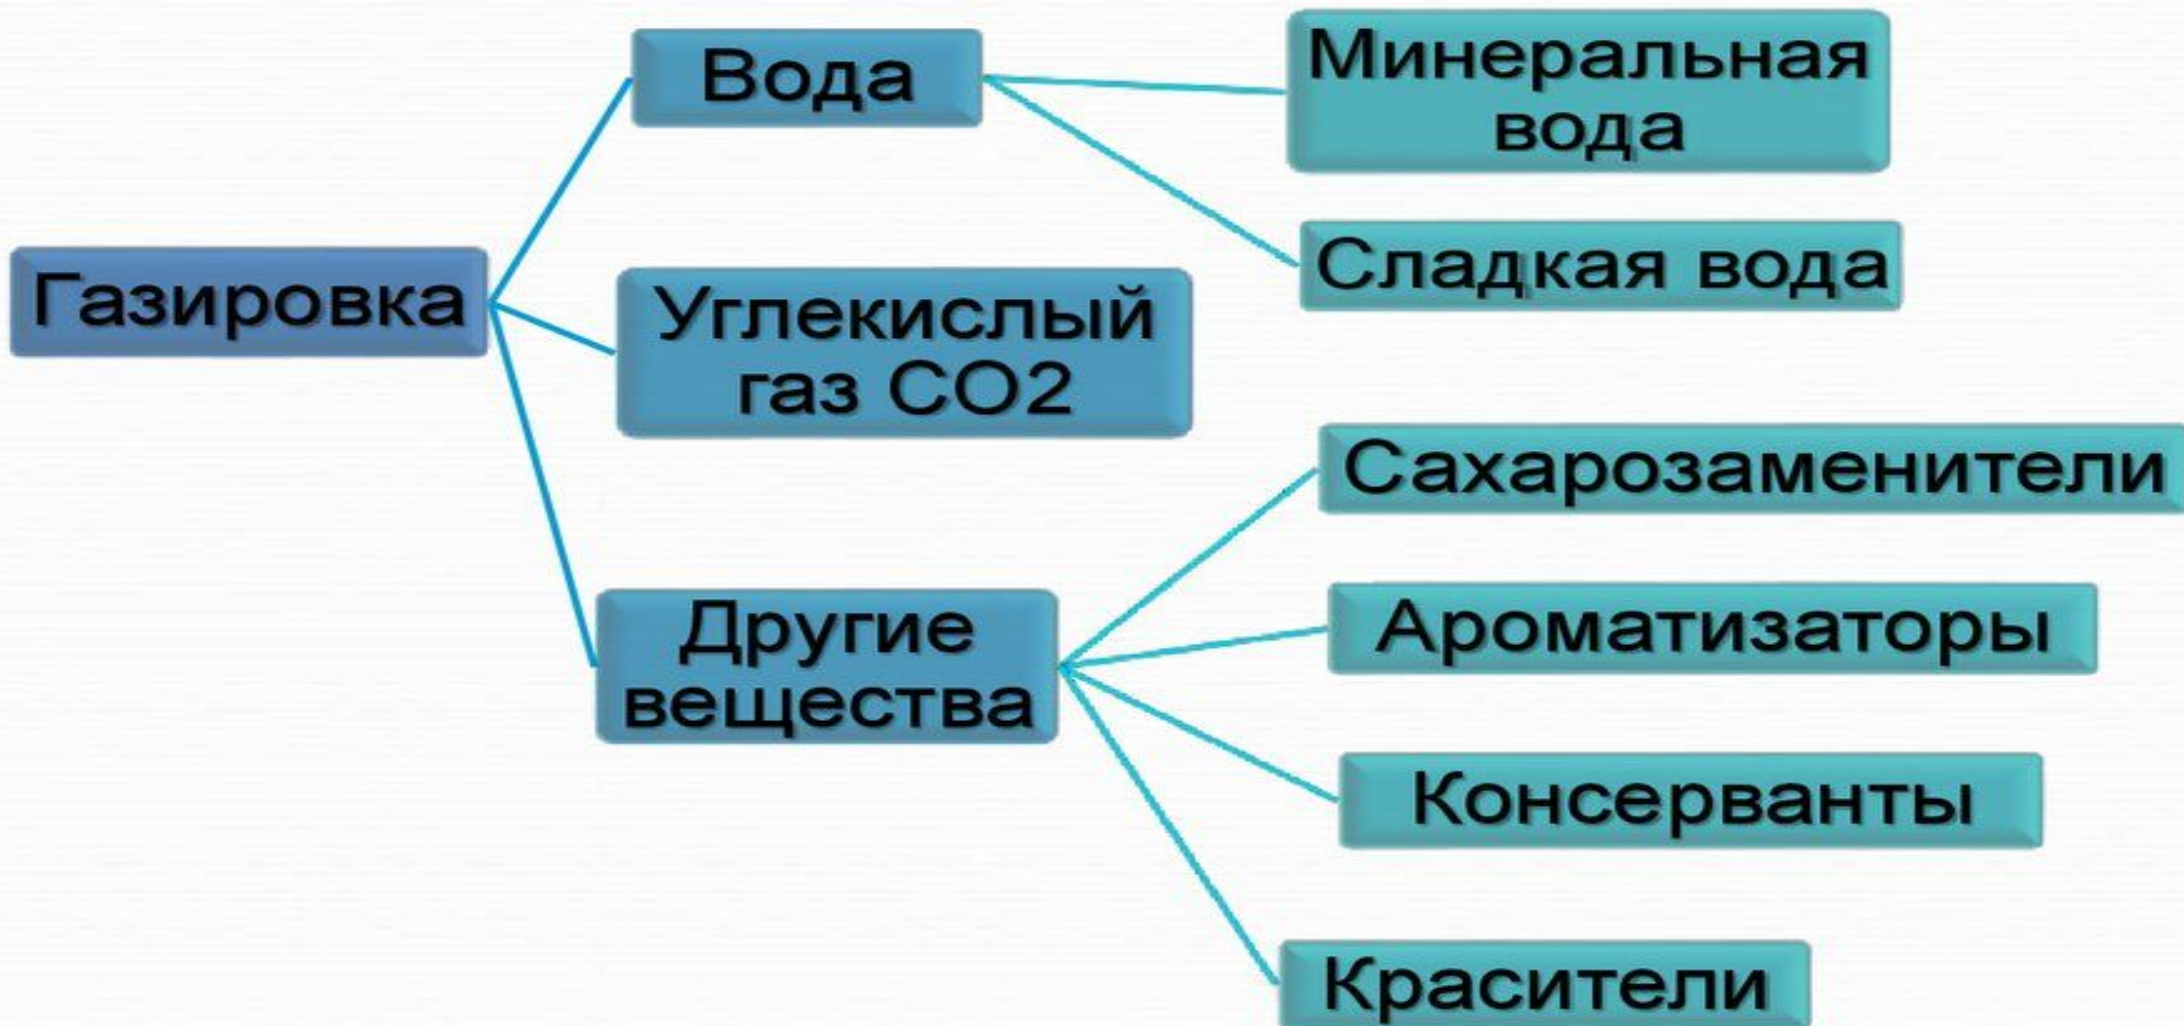 Газировка
Вода
Минеральная
вода
Сладкая вода
Углекислый
газ СО2
Другие
вещества
Сахарозаменители
Ароматизаторы
Консерванты
Красители